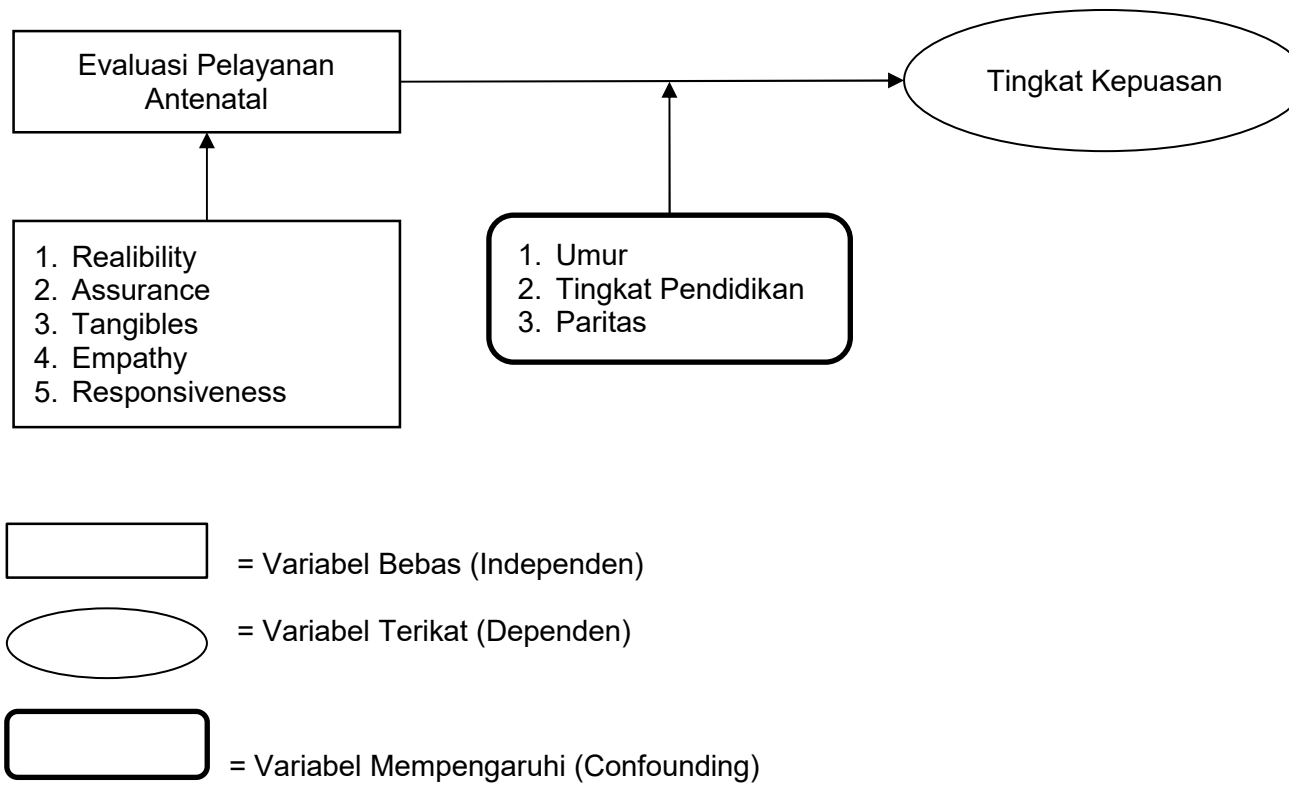 Evaluasi Pelayanan
Antenatal
Tingkat Kepuasan
1. Realibility
2. Assurance
3. Tangibles
4. Empathy
5. Responsiveness
1. Umur
2. Tingkat Pendidikan
3. Paritas
= Variabel Bebas (Independen)
= Variabel Terikat (Dependen)
= Variabel Mempengaruhi (Confounding)